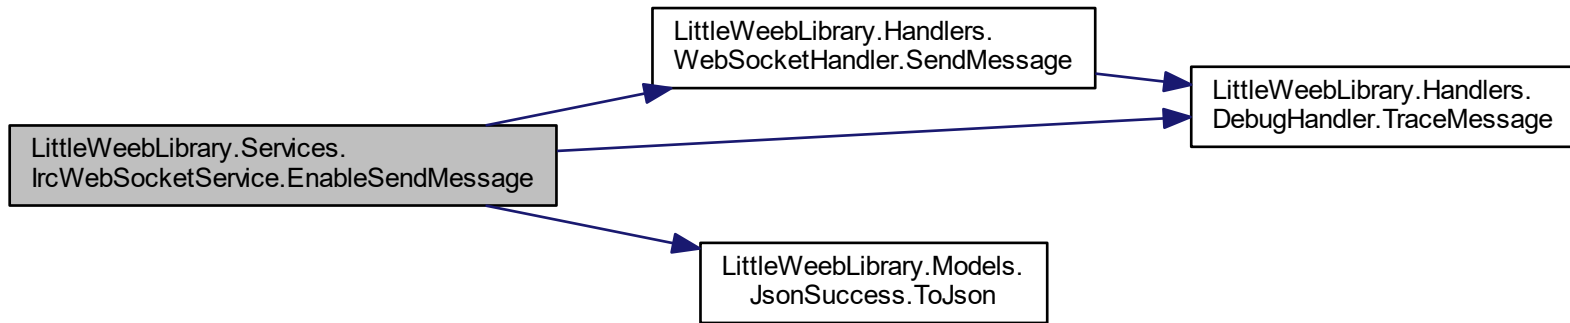 LittleWeebLibrary.Handlers.
WebSocketHandler.SendMessage
LittleWeebLibrary.Handlers.
DebugHandler.TraceMessage
LittleWeebLibrary.Services.
IrcWebSocketService.EnableSendMessage
LittleWeebLibrary.Models.
JsonSuccess.ToJson